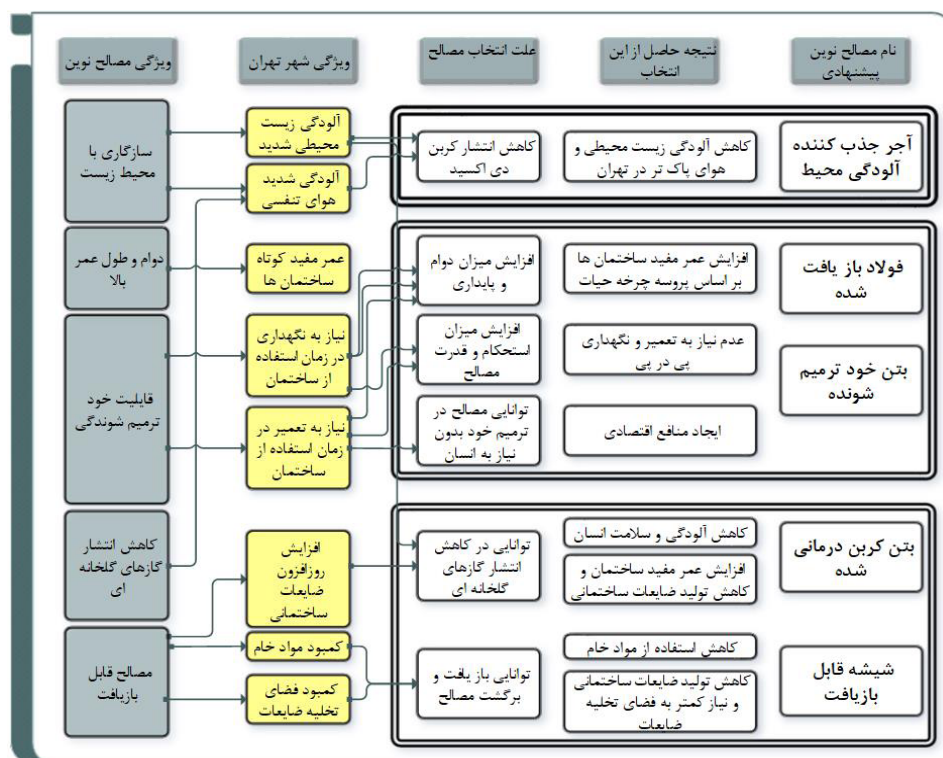 نام مصالح نوین
پیشنهادی
نتیجه حاصل از این
انتخاب
علت انتخاب مصالح
ویژگی شهر تهران
ویژگی مصالح نوین
آجر جذب کننده
آلودگی محیط
کاهش آلودگی زیست محیطی و
هوای پاک تر در تهران
کاهش انتشار کربن
دی اکسید
آلودگی زیست
محیطی شدید
آلودگی شدید
هوای تنفسی
سازگاری با
محیط زیست
فولاد باز یافت
شده
افزایش عمر مفید ساختمان ها
بر اساس پروسه چرخه حیات
افزایش میزان دوام
و پایداری
عمر مفید کوتاه
ساختمان ها
دوام و طول عمر
بالا
بتن خود ترمیم
شونده
عدم نیاز به تعمیر و نگهداری
پی در پی
افزایش میزان
استحکام و قدرت
مصالح
نیاز به نگهداری
در زمان استفاده
از ساختمان
قابلیت خود
ترمیم شوندگی
ایجاد منافع اقتصادی
توانایی مصالح در
ترمیم خود بدون
نیاز به انسان
نیاز به تعمیر در
زمان استفاده از
ساختمان
بتن کربن درمانی
شده
کاهش آلودگی و سلامت انسان
افزایش عمر مفید ساختمان و
کاهش تولید ضایعات ساختمانی
توانایی در کاهش
انتشار گازهای
گلخانه ای
افزایش
روزافزون
ضایعات
ساختمانی
کاهش انتشار
گازهای گلخانه
ای
شیشه قابل
بازیافت
کاهش استفاده از مواد خام
کاهش تولید ضایعات ساختمانی
و نیاز کمتر به فضای تخلیه
ضایعات
توانایی باز یافت و
برگشت مصالح
کمبود مواد خام
کمبود فضای
تخلیه ضایعات
مصالح قابل
بازیافت